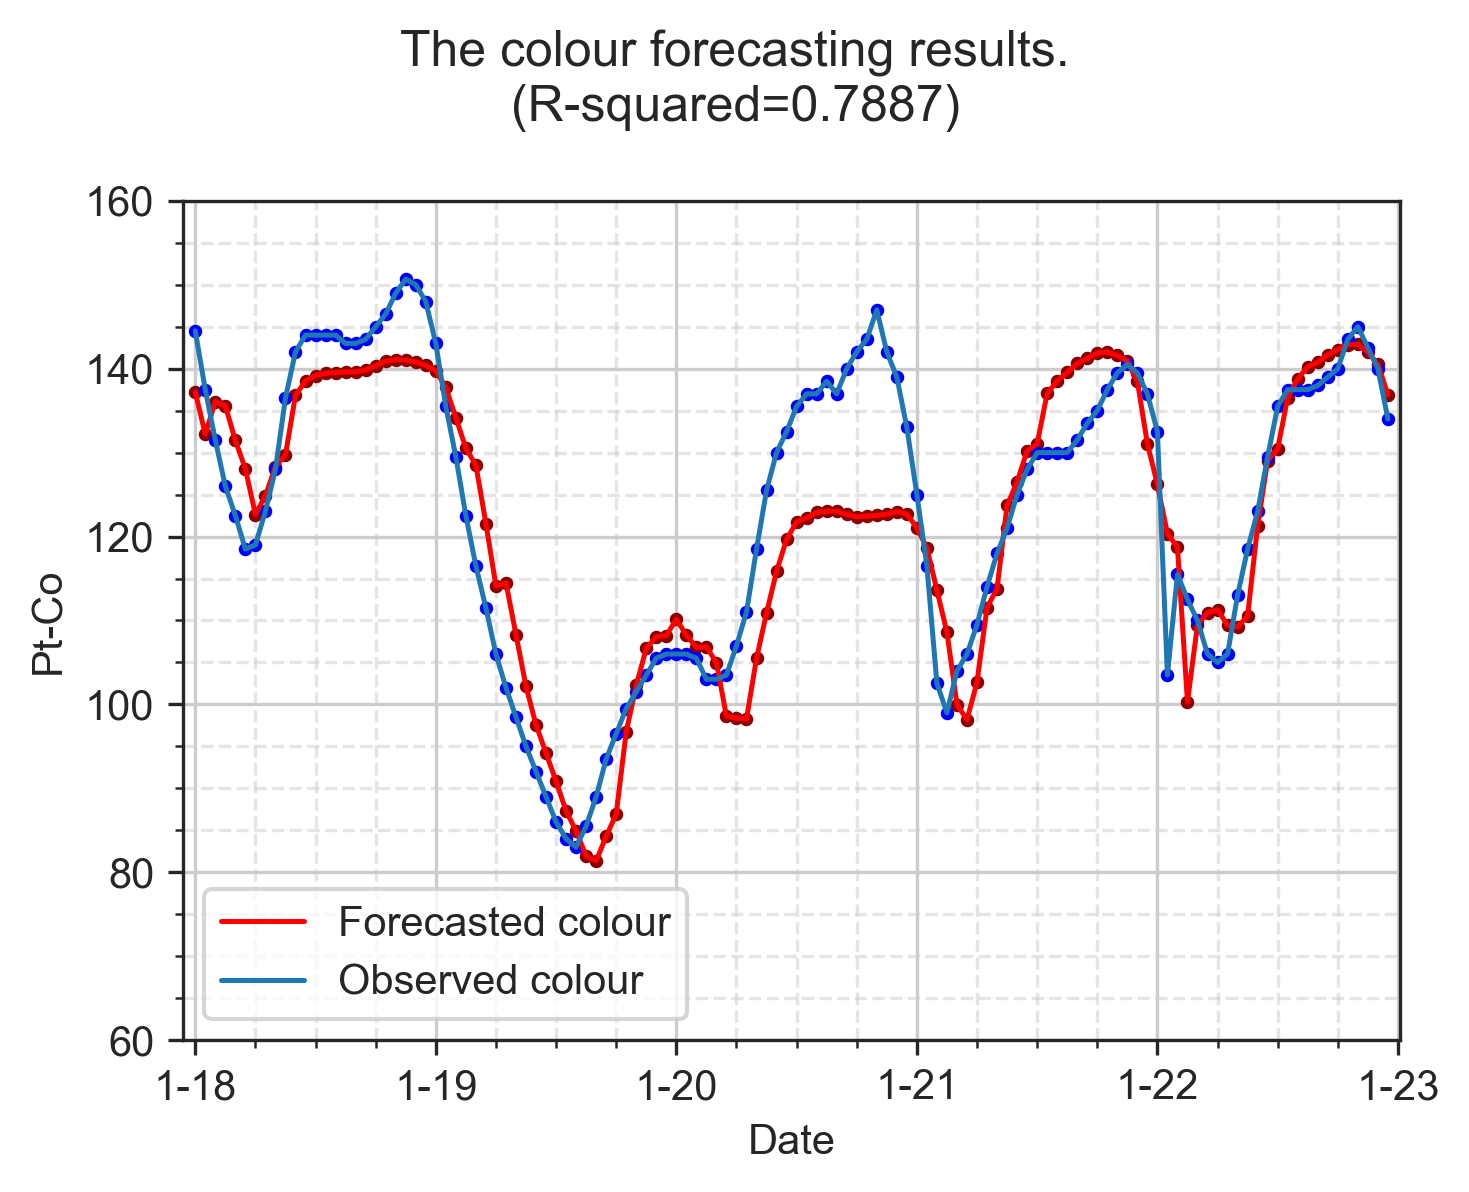 The colour forecasting results.
(R-squared=0.7887)
160
140
120
100
80
60
Pt-Co
Forecasted colour
Observed colour
1-18 1-19 1-20 1-21 1-22 1-23
Date